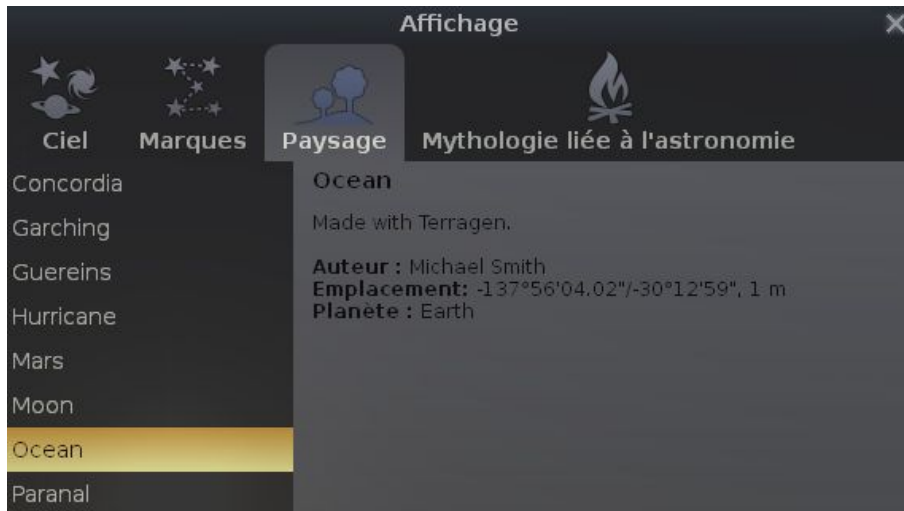 Affichage
Ciel
Marques
Paysage
Mythologie liée à l'astronomie
Concordia
Garching
Guereins
Hurricane
Mars
Moon
Ocean
Paranal
Ocean
Made with Terragen.
Auteur : Michael Smith
Emplacement: -137°56'04.02"/-30°12'59", 1 m
Planète : Earth